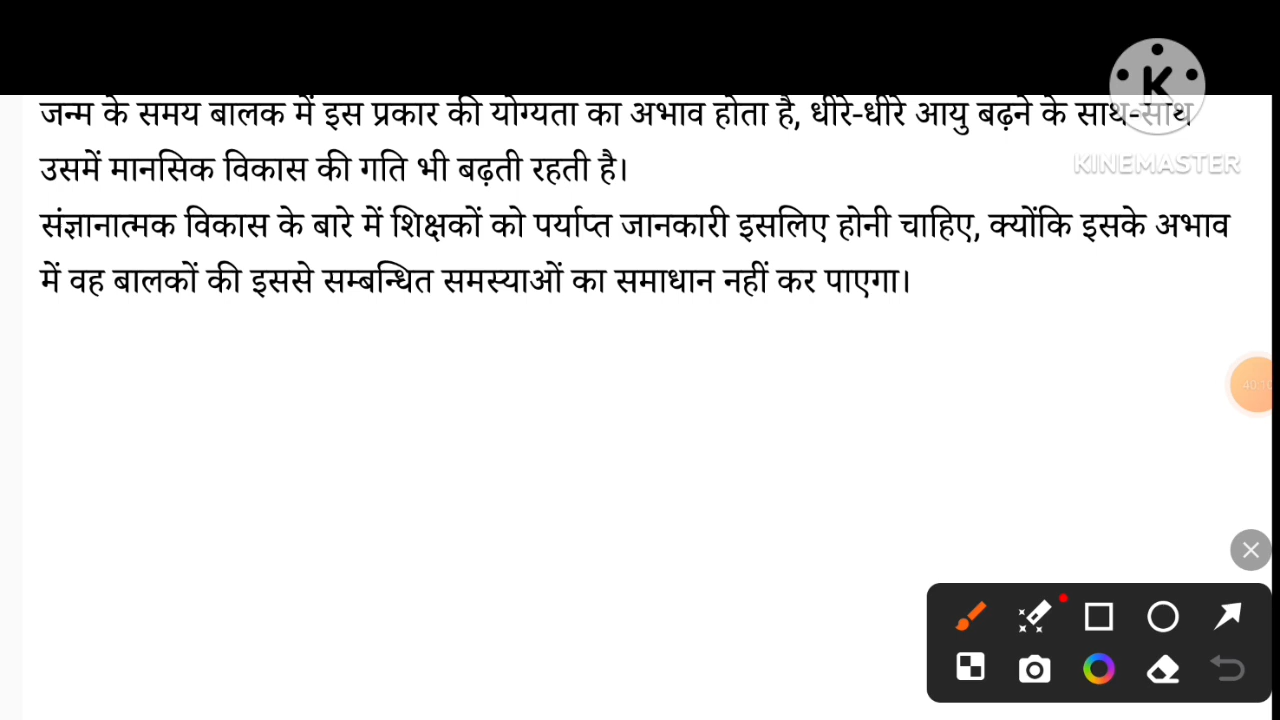 K
KINEMASTER
जन्म के समय बालक में इस प्रकार की योग्यता का अभाव होता है, धीरे-धीरे आयु बढ़ने के साथ-साथ
उसमें मानसिक विकास की गति भी बढ़ती रहती है।
संज्ञानात्मक विकास के बारे में शिक्षकों को पर्याप्त जानकारी इसलिए होनी चाहिए, क्योंकि इसके अभाव
में वह बालकों की इससे सम्बन्धित समस्याओं का समाधान नहीं कर पाएगा।